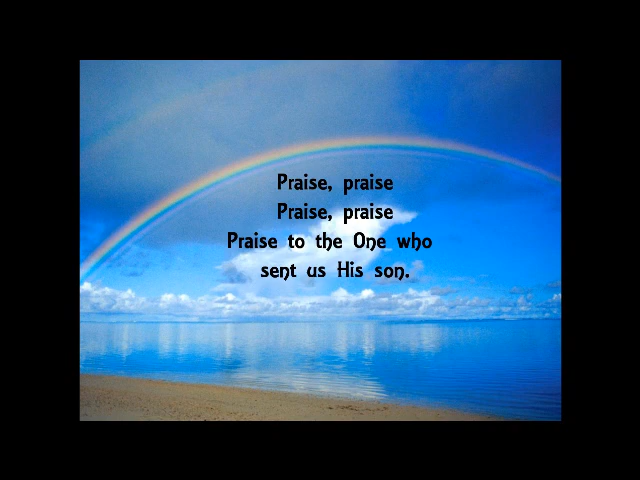 Praise, praise
Praise, praise
Praise to the One who
sent us His son.